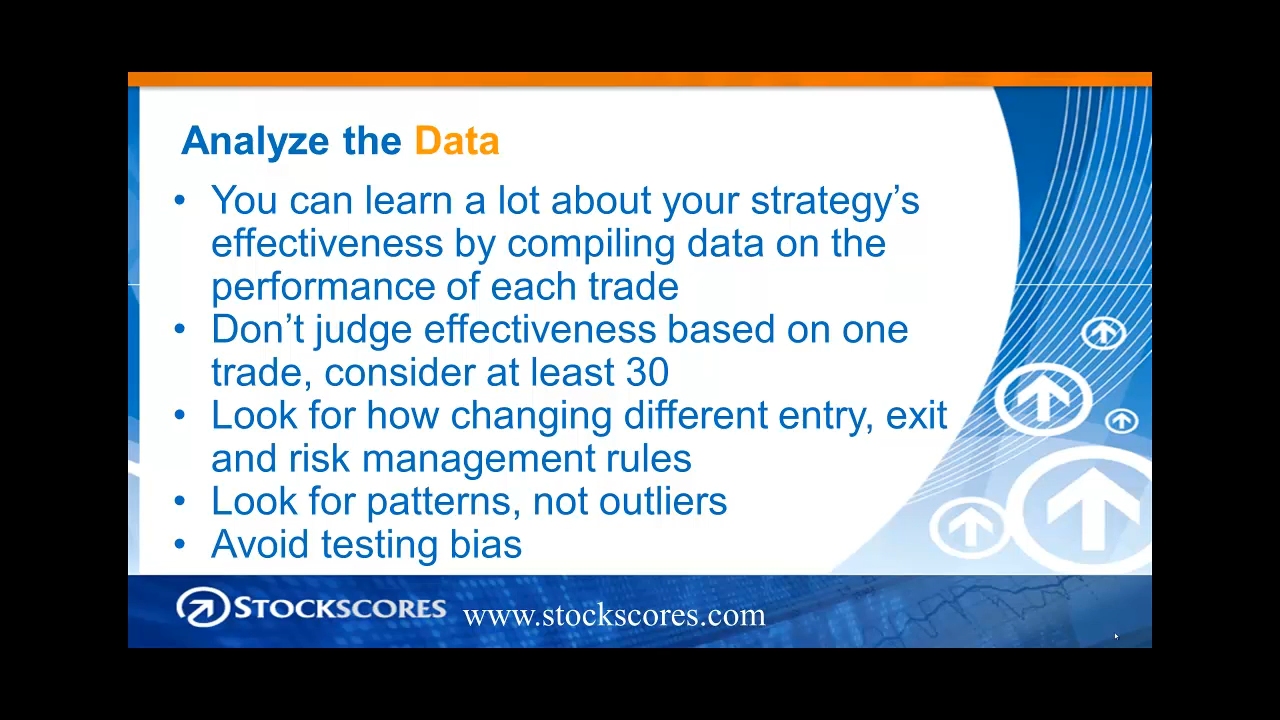 Analyze the Data
• You can learn a lot about your strategy’s
effectiveness by compiling data on the
performance of each trade
• Don’t judge effectiveness based on one
trade, consider at least 30
• Look for how changing different entry, exit
and risk management rules
• Look for patterns, not outliers
• Avoid testing bias
STOCKSCORES www.stockscores.com